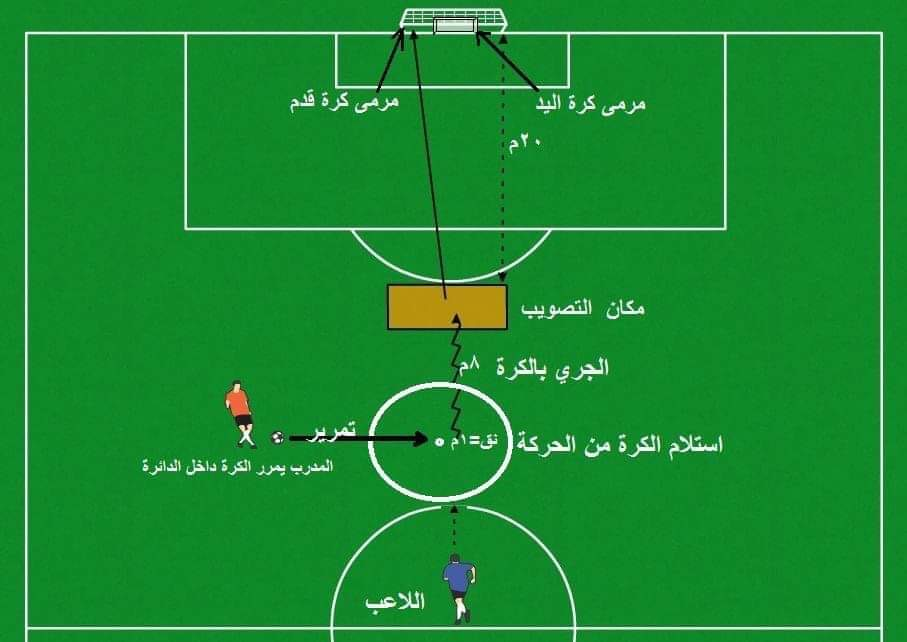 مرمى كرة اليد
مرمى كرة قدم
٢٠م
مكان التصويب
الجري بالكرة
٨م
استلام الكرة من الحركة
نق=١م
تمرير
المدرب يمرر الكرة داخل الدائرة
اللاعب